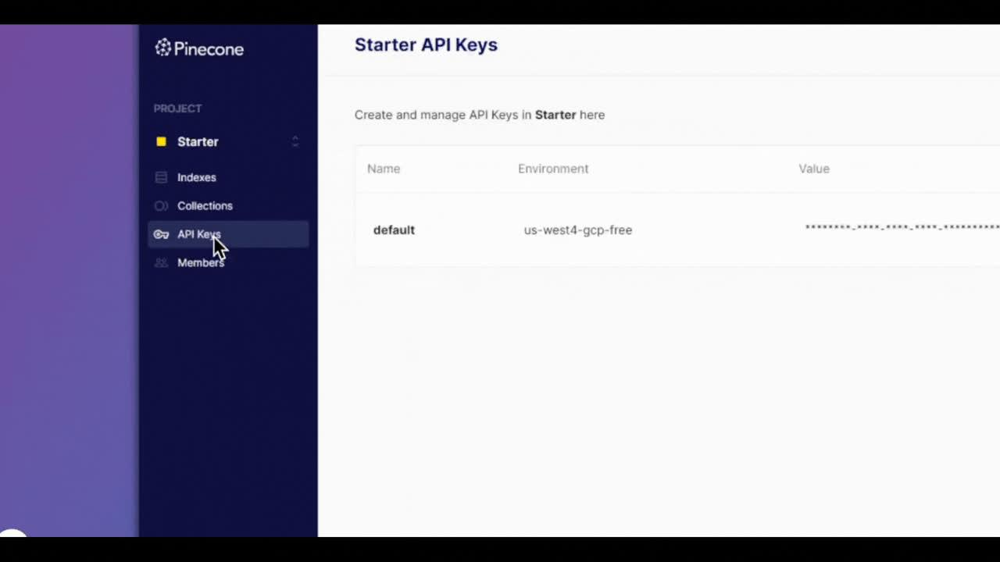 Pinecone
PROJECT
Starter
Indexes
Collections
API Keys
Members
Starter API Keys
Create and manage API Keys in Starter here
Name Environment Value
default us-west4-gcp-free ********-****-****-****-**********